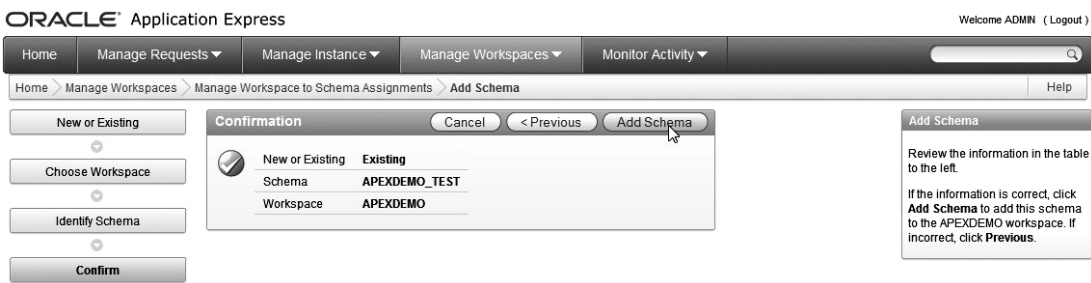 ORACLE® Application Express
Welcome ADMIN ( Logout )
Home Manage Requests Manage Instance Manage Workspaces Monitor Activity
Home Manage Workspaces Manage Workspace to Schema Assignments Add Schema Help
New or Existing
Choose Workspace
Identify Schema
Confirm
Confirmation Cancel < Previous Add Schema
New or Existing Existing
Schema APEXDEMO_TEST
Workspace APEXDEMO
Add Schema
Review the information in the table
to the left.
If the information is correct, click
Add Schema to add this schema
to the APEXDEMO workspace. If
incorrect, click Previous.